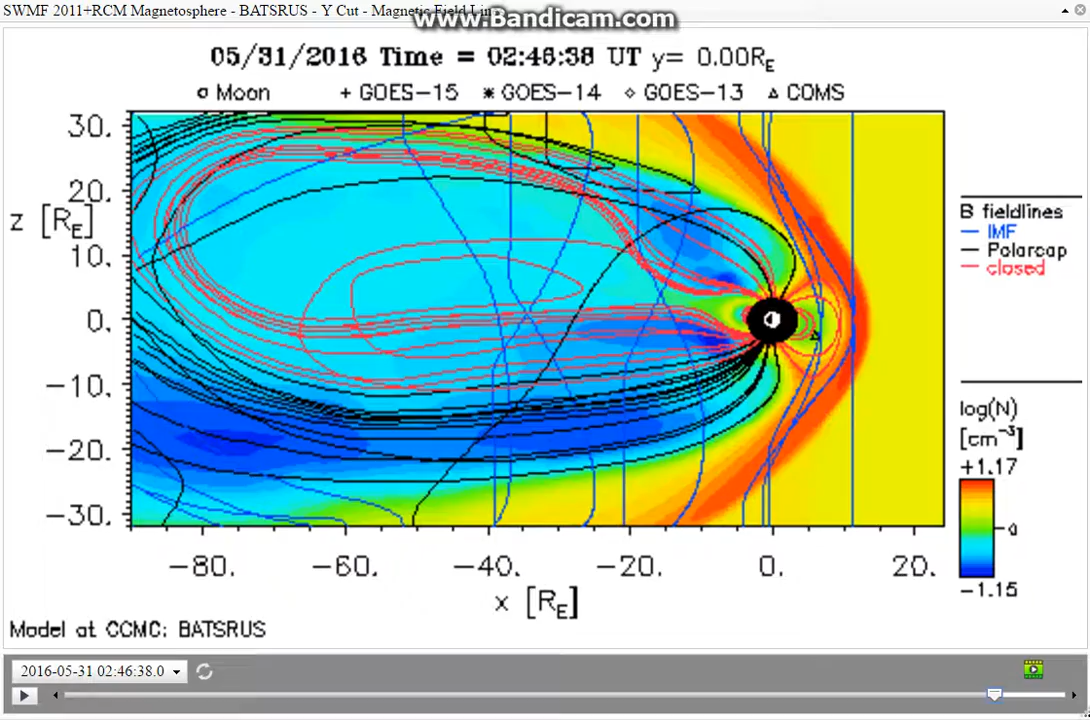 SWMF 2011+RCM Magnetosphere - BATSRUS - Y Cut - Magnetic Field Lin
www.Bandicam.com
05/31/2016 Time = 02:46:38 UT y= 0.00RE
Moon + GOES-15 * GOES-14 ◇ GOES-13 △ COMS
30.
20.
z [RE]
10.
0.
-10.
-20.
-30.
-80. -60. -40. -20. 0. 20.
x [RE]
B fieldlines
IMF
Polarcap
closed
log(N)
[cm-3]
+1.17
0
-1.15
Model at CCMC: BATSRUS
2016-05-31 02:46:38.0